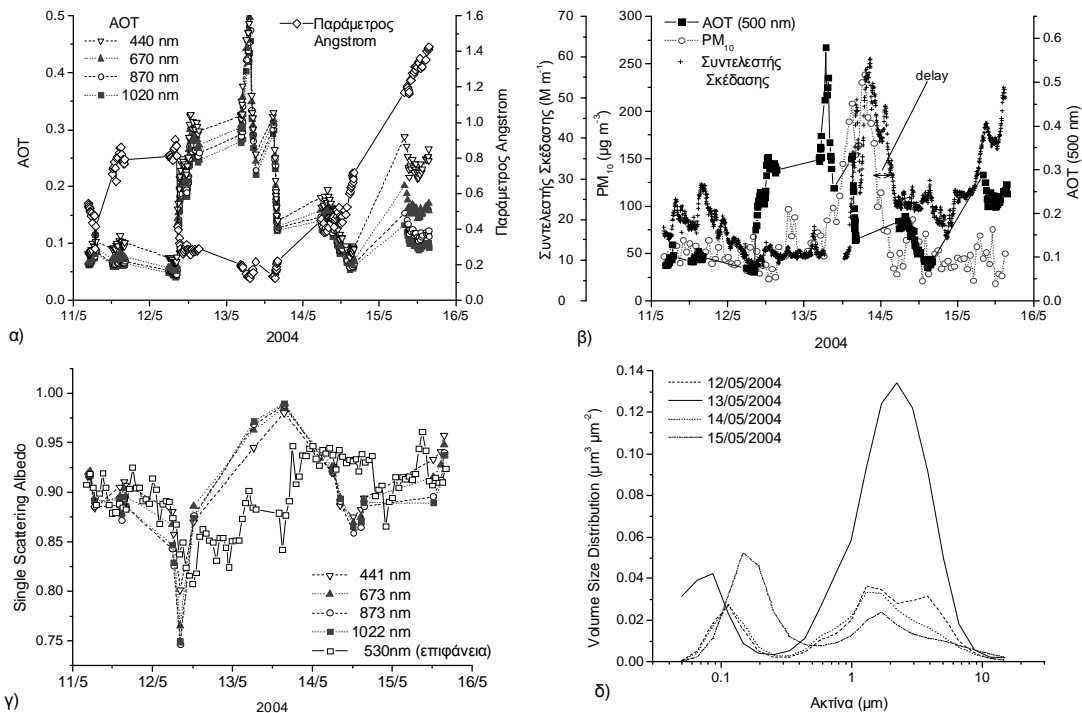 AOT
440 nm
670 nm
870 nm
1020 nm
Παράμετρος
Angstrom
0.5
0.4
0.3
0.2
0.1
0.0
AOT
1.6
1.4
1.2
1.0
0.8
0.6
0.4
0.2
0.0
Παράμετρος Angstrom
11/5 12/5 13/5 14/5 15/5 16/5
2004
α)
Συντελεστής Σκέδασης (M m⁻¹)
70
60
50
40
30
20
10
0
PM₁₀ (µg m⁻³)
300
250
200
150
100
50
0
AOT (500 nm)
PM₁₀
Συντελεστής
Σκέδασης
delay
0.6
0.5
0.4
0.3
0.2
0.1
0.0
AOT (500 nm)
11/5 12/5 13/5 14/5 15/5 16/5
2004
β)
Single Scattering Albedo
1.00
0.95
0.90
0.85
0.80
0.75
441 nm
673 nm
873 nm
1022 nm
530nm (επιφάνεια)
11/5 12/5 13/5 14/5 15/5 16/5
2004
γ)
Volume Size Distribution (µm³ µm⁻²)
0.14
0.12
0.10
0.08
0.06
0.04
0.02
0.00
12/05/2004
13/05/2004
14/05/2004
15/05/2004
0.1 1 10
Ακτίνα (µm)
δ)